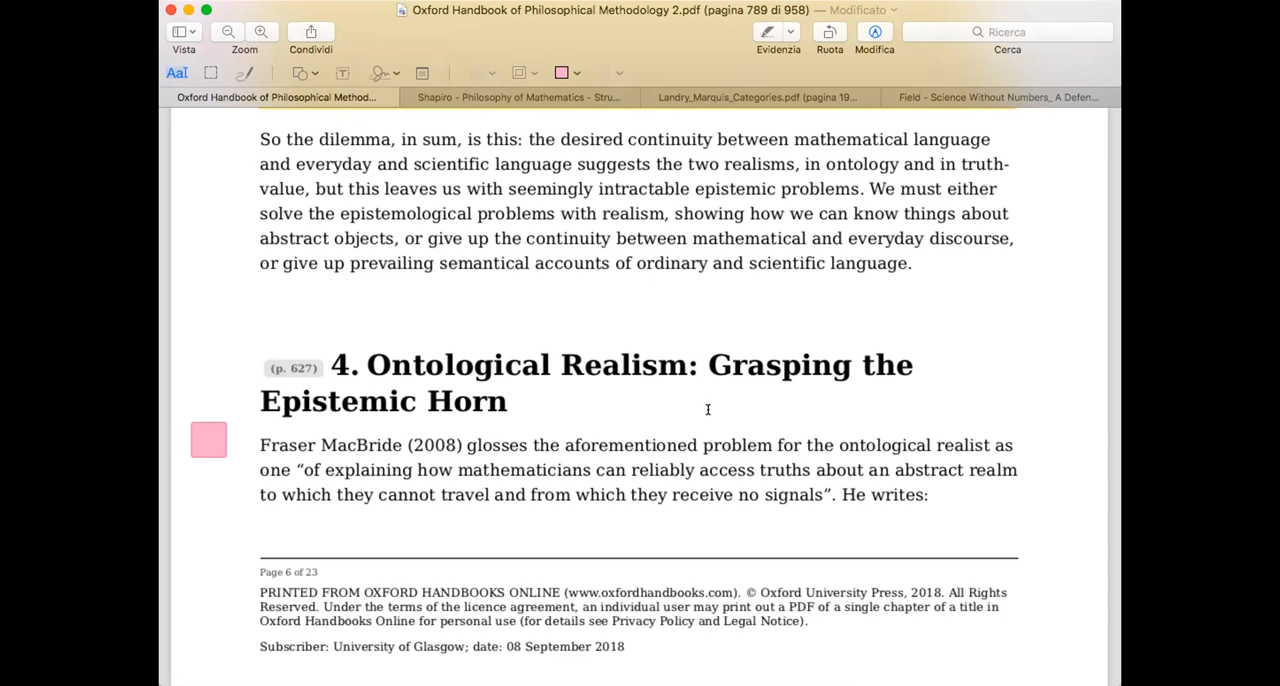 Oxford Handbook of Philosophical Methodology 2.pdf (pagina 789 di 958) — Modificato
Vista
Zoom
Condividi
Evidenzia
Ruota
Modifica
Ricerca
Cerca
AaI
T
Oxford Handbook of Philosophical Method...
Shapiro - Philosophy of Mathematics - Stru...
Landry_Marquis_Categories.pdf (pagina 19...
Field - Science Without Numbers_ A Defen...
So the dilemma, in sum, is this: the desired continuity between mathematical language
and everyday and scientific language suggests the two realisms, in ontology and in truth-
value, but this leaves us with seemingly intractable epistemic problems. We must either
solve the epistemological problems with realism, showing how we can know things about
abstract objects, or give up the continuity between mathematical and everyday discourse,
or give up prevailing semantical accounts of ordinary and scientific language.
(p. 627) 4. Ontological Realism: Grasping the
Epistemic Horn
Fraser MacBride (2008) glosses the aforementioned problem for the ontological realist as
one “of explaining how mathematicians can reliably access truths about an abstract realm
to which they cannot travel and from which they receive no signals”. He writes:
Page 6 of 23
PRINTED FROM OXFORD HANDBOOKS ONLINE (www.oxfordhandbooks.com). © Oxford University Press, 2018. All Rights
Reserved. Under the terms of the licence agreement, an individual user may print out a PDF of a single chapter of a title in
Oxford Handbooks Online for personal use (for details see Privacy Policy and Legal Notice).
Subscriber: University of Glasgow; date: 08 September 2018